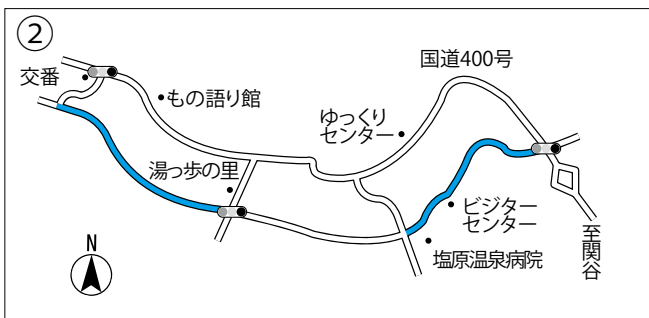 ②
国道400号
交番
もの語り館
ゆっくり
センター
湯っ歩の里
ビジター
センター
塩原温泉病院
至関谷
N